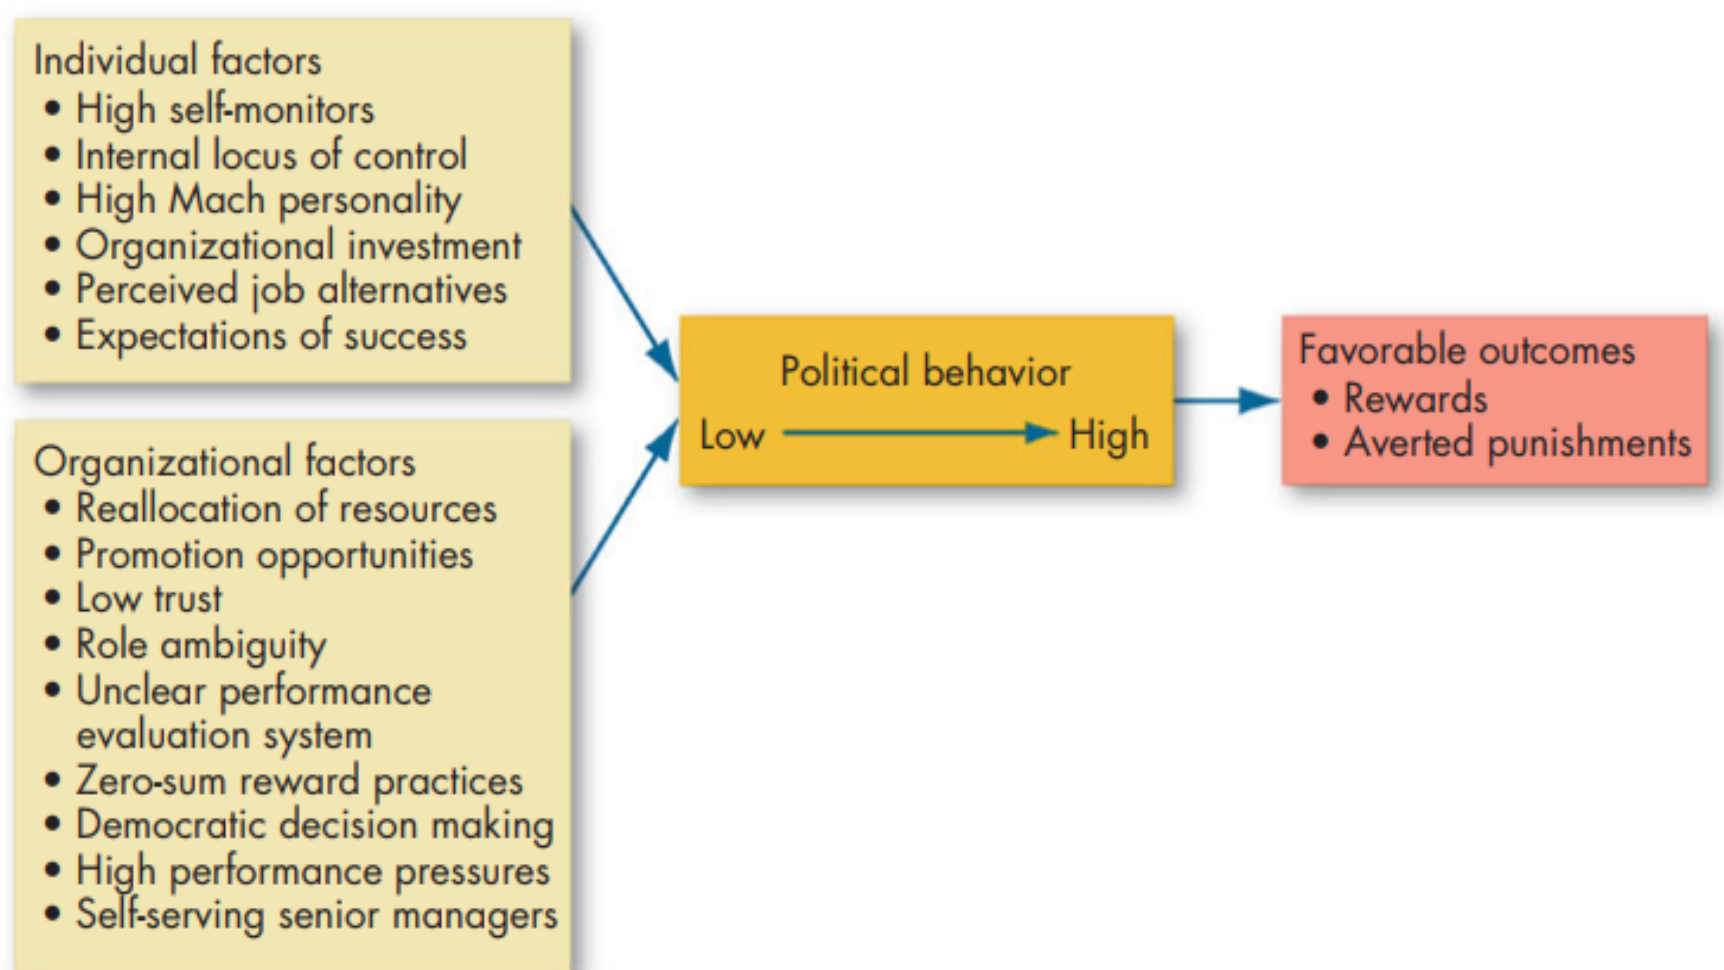 Individual factors
• High self-monitors
• Internal locus of control
• High Mach personality
• Organizational investment
• Perceived job alternatives
• Expectations of success
Organizational factors
• Reallocation of resources
• Promotion opportunities
• Low trust
• Role ambiguity
• Unclear performance
evaluation system
• Zero-sum reward practices
• Democratic decision making
• High performance pressures
• Self-serving senior managers
Political behavior
Low High
Favorable outcomes
• Rewards
• Averted punishments